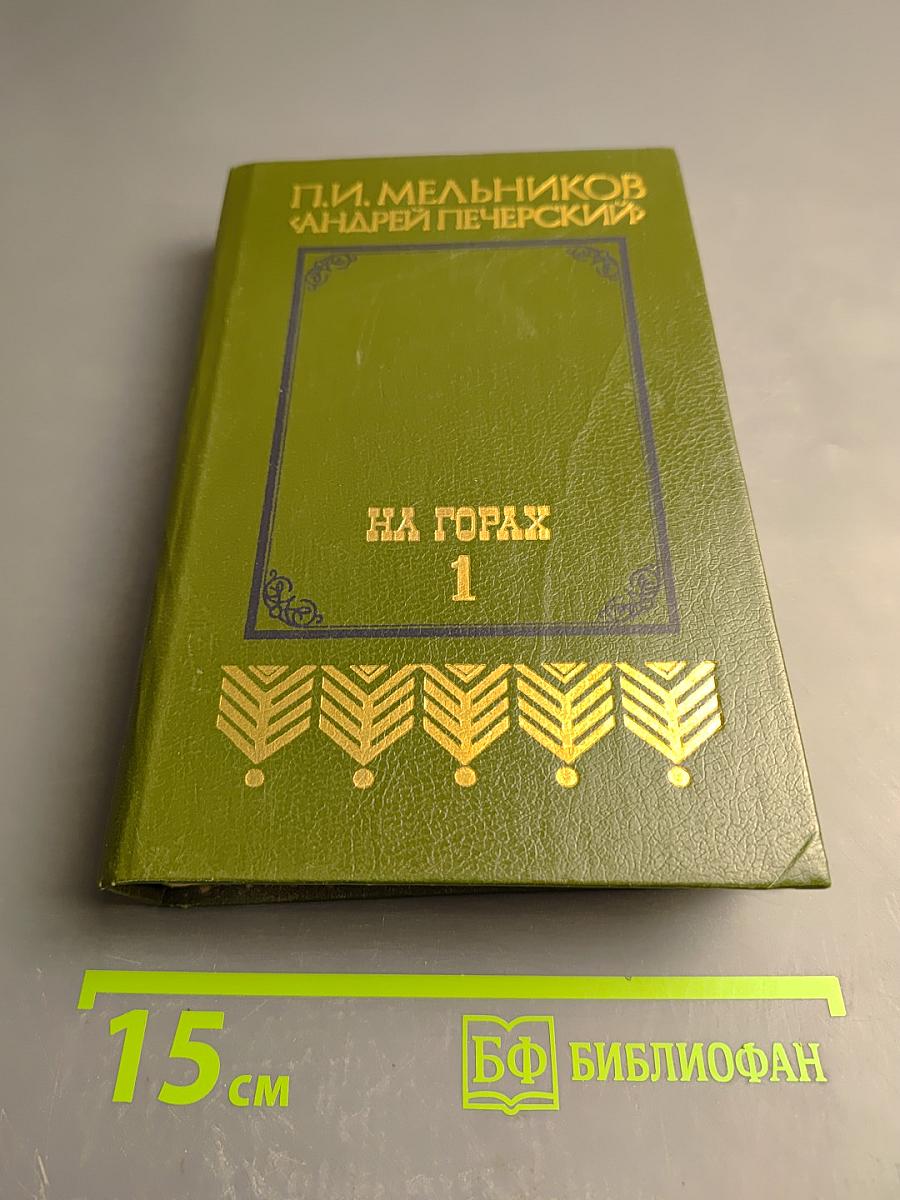 П.И. МЕЛЬНИКОВ
‹АНДРЕЙ ПЕЧЕРСКИЙ›
НА ГОРАХ
1
15 см
БФ БИБЛИОФАН